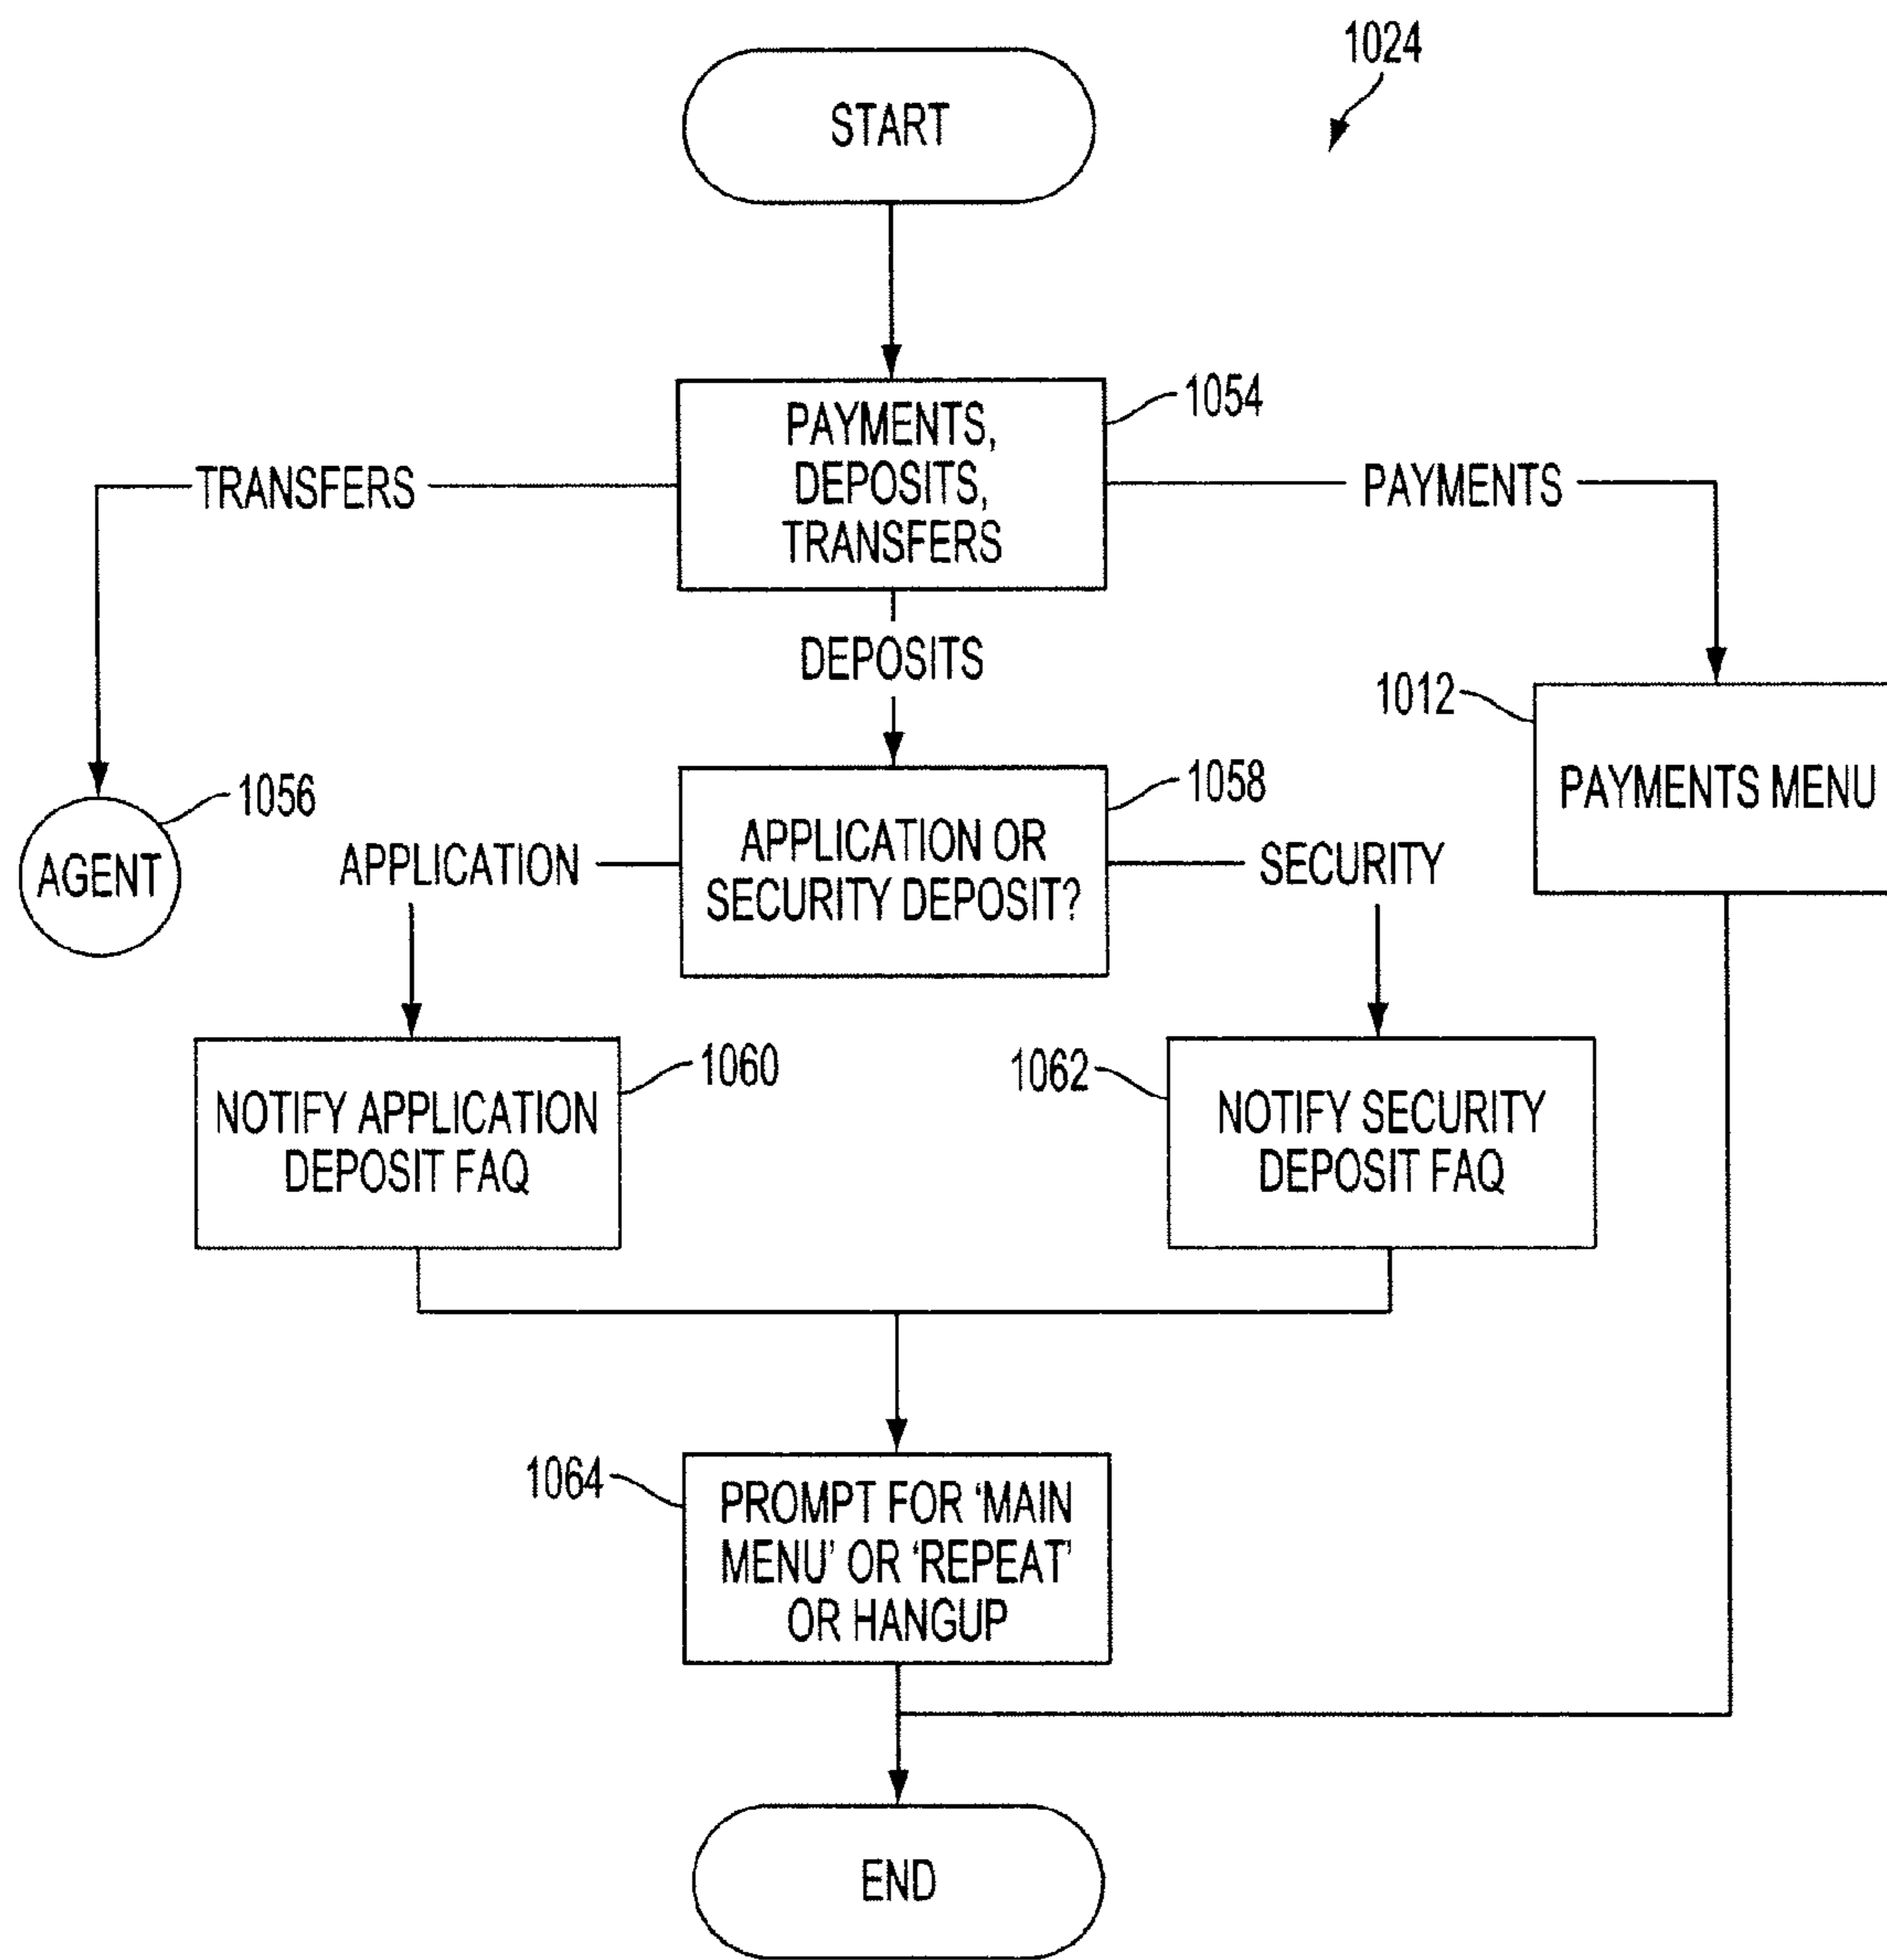 1024
START
1054
PAYMENTS,
DEPOSITS,
TRANSFERS
TRANSFERS
PAYMENTS
DEPOSITS
1012
PAYMENTS MENU
1056
AGENT
1058
APPLICATION OR
SECURITY DEPOSIT?
APPLICATION
SECURITY
1060
NOTIFY APPLICATION
DEPOSIT FAQ
1062
NOTIFY SECURITY
DEPOSIT FAQ
1064
PROMPT FOR ‘MAIN
MENU’ OR ‘REPEAT’
OR HANGUP
END